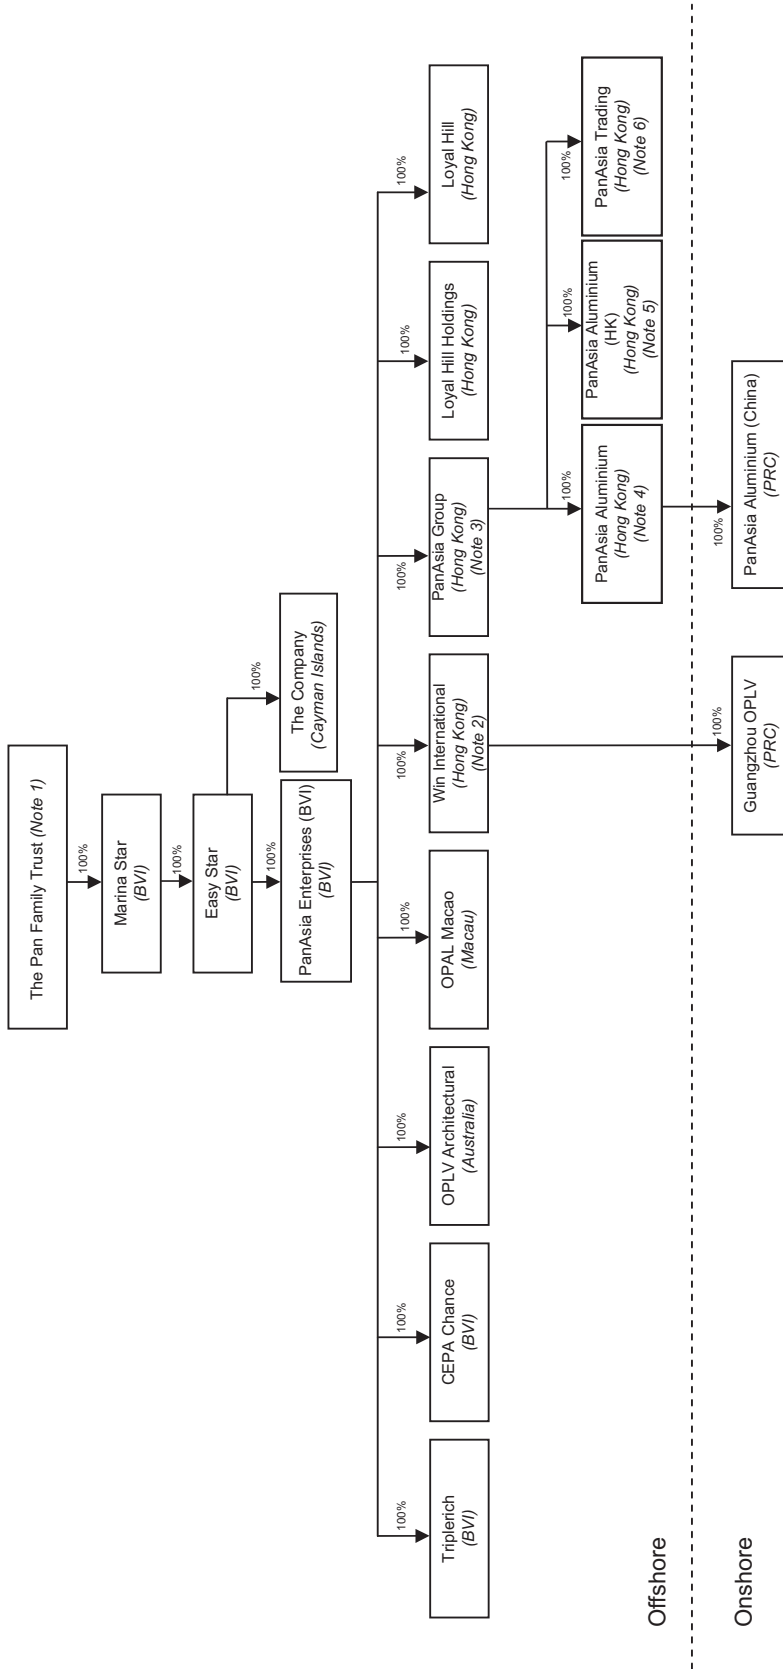 The Pan Family Trust (Note 1)
100%
Marina Star
(BVI)
100%
Easy Star
(BVI)
100%
100%
PanAsia Enterprises (BVI)
(BVI)
The Company
(Cayman Islands)
100%
100%
100%
100%
100%
100%
100%
100%
Triplerich
(BVI)
CEPA Chance
(BVI)
OPLV Architectural
(Australia)
OPAL Macao
(Macau)
Win International
(Hong Kong)
(Note 2)
PanAsia Group
(Hong Kong)
(Note 3)
Loyal Hill Holdings
(Hong Kong)
Loyal Hill
(Hong Kong)
100%
100%
100%
PanAsia Aluminium
(Hong Kong)
(Note 4)
PanAsia Aluminium
(HK)
(Hong Kong)
(Note 5)
PanAsia Trading
(Hong Kong)
(Note 6)
Offshore
Onshore
100%
100%
Guangzhou OPLV
(PRC)
PanAsia Aluminium (China)
(PRC)